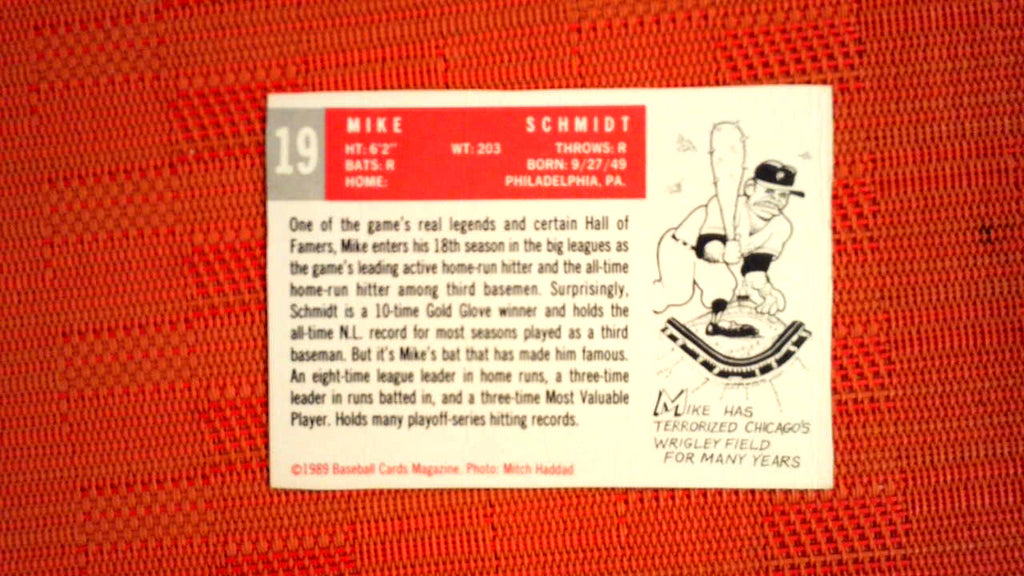 19
MIKE SCHMIDT
HT: 6'2" WT: 203 THROWS: R
BATS: R BORN: 9/27/49
HOME: PHILADELPHIA, PA.
One of the game's real legends and certain Hall of
Famers, Mike enters his 18th season in the big leagues as
the game's leading active home-run hitter and the all-time
home-run hitter among third basemen. Surprisingly,
Schmidt is a 10-time Gold Glove winner and holds the
all-time N.L. record for most seasons played as a third
baseman. But it's Mike's bat that has made him famous.
An eight-time league leader in home runs, a three-time
leader in runs batted in, and a three-time Most Valuable
Player. Holds many playoff-series hitting records.
©1989 Baseball Cards Magazine. Photo: Mitch Haddad
MIKE HAS
TERRORIZED CHICAGO'S
WRIGLEY FIELD
FOR MANY YEARS